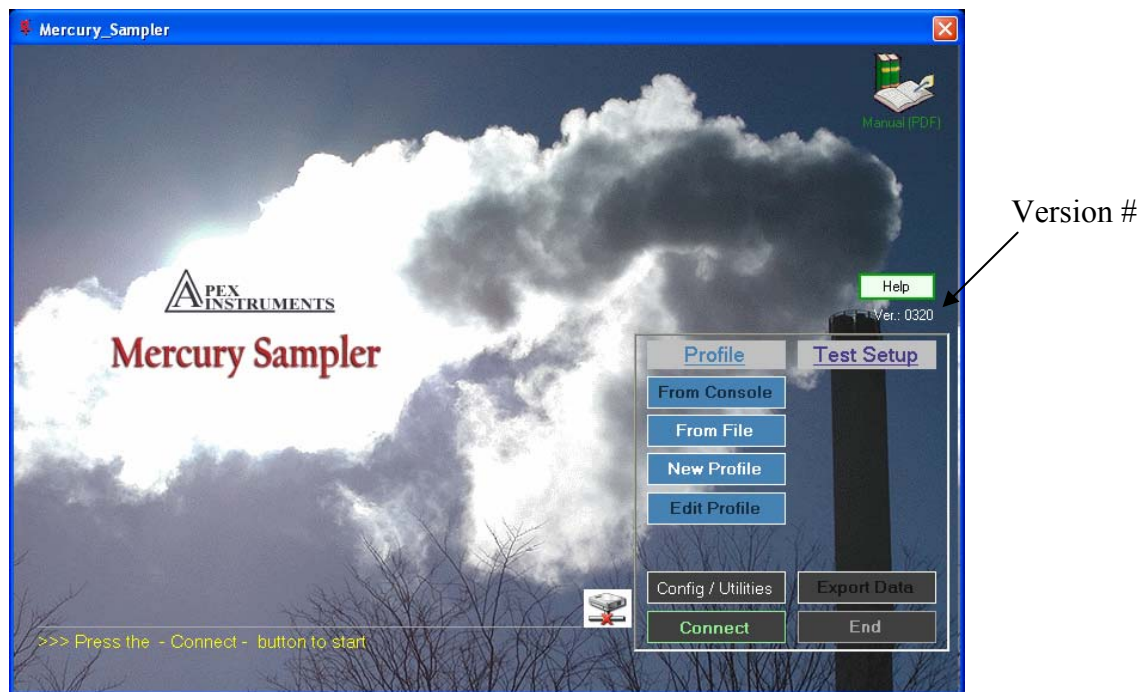 Mercury_Sampler
Manual (PDF)
Version #
APEX
INSTRUMENTS
Mercury Sampler
Help
Ver.: 0320
Profile
Test Setup
From Console
From File
New Profile
Edit Profile
Config / Utilities
Export Data
Connect
End
>>> Press the - Connect - button to start